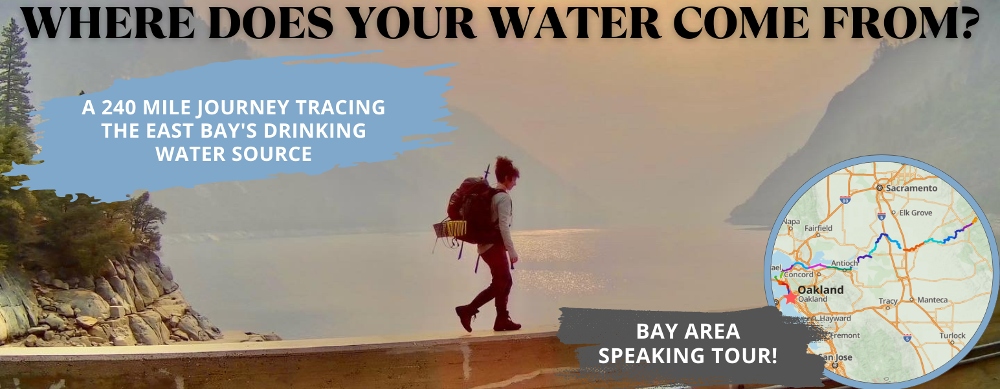 WHERE DOES YOUR WATER COME FROM?
A 240 MILE JOURNEY TRACING
THE EAST BAY'S DRINKING
WATER SOURCE
Sacramento
80
5
Elk Grove
Napa
Fairfield
Antioch
ael
Concord
Oakland
Oakland
Tracy
Manteca
Hayward
Fremont
5
Turlock
San Jose
BAY AREA
SPEAKING TOUR!